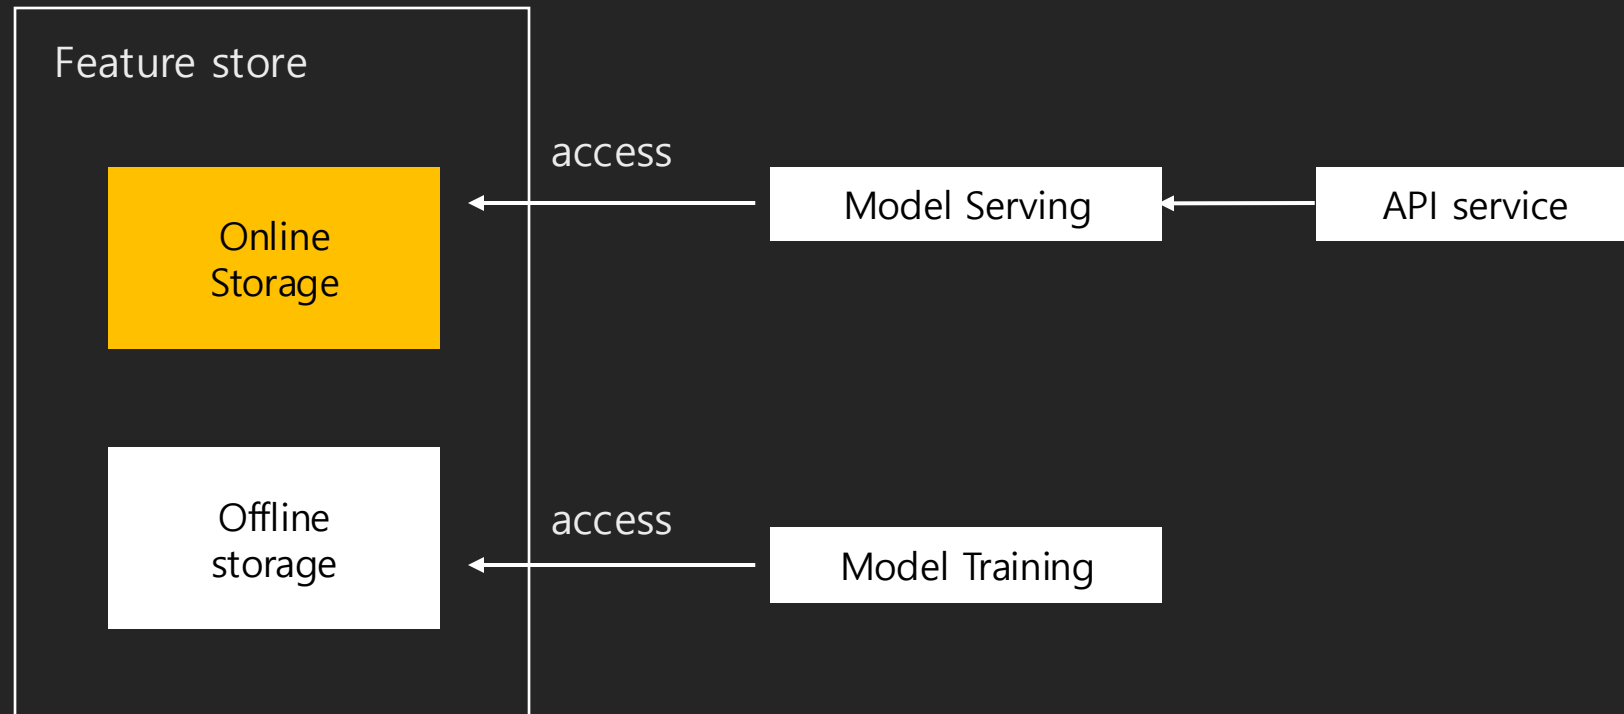 Feature store
access
Model Serving
API service
Online
Storage
Offline
storage
access
Model Training